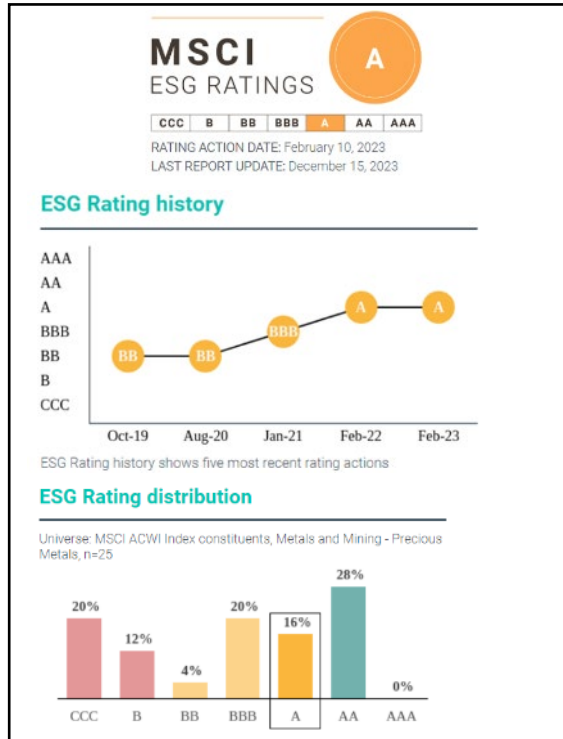 MSCI
ESG RATINGS
A
CCC B BB BBB A AA AAA
RATING ACTION DATE: February 10, 2023
LAST REPORT UPDATE: December 15, 2023
ESG Rating history
AAA
AA
A
BBB
BB
B
CCC
BB BB BBB A A
Oct-19 Aug-20 Jan-21 Feb-22 Feb-23
ESG Rating history shows five most recent rating actions
ESG Rating distribution
Universe: MSCI ACWI Index constituents, Metals and Mining - Precious
Metals, n=25
20% 12% 4% 20% 16% 28% 0%
CCC B BB BBB A AA AAA